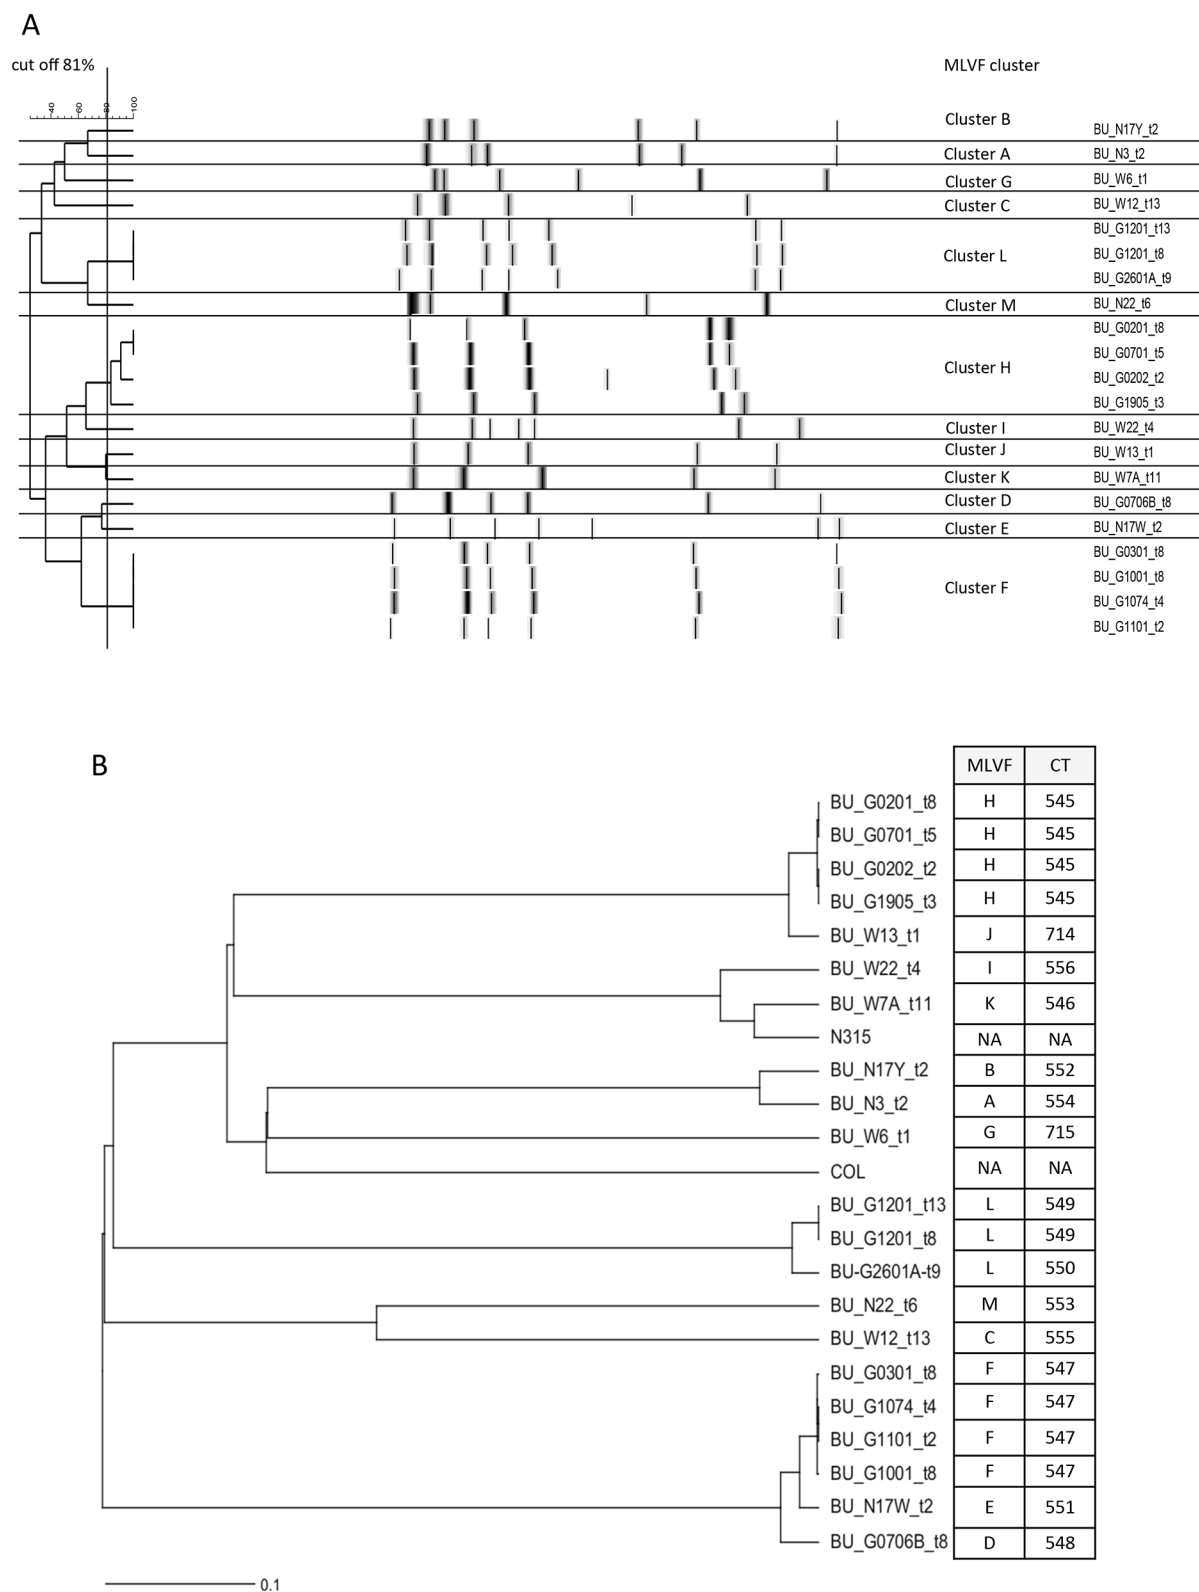 A
cut off 81%
MLVF cluster
40 60 80 100
Cluster B BU_N17Y_t2
Cluster A BU_N3_t2
Cluster G BU_W6_t1
Cluster C BU_W12_t13
BU_G1201_t13
Cluster L BU_G1201_t8
BU_G2601A_t9
Cluster M BU_N22_t6
BU_G0201_t8
BU_G0701_t5
Cluster H
BU_G0202_t2
BU_G1905_t3
Cluster I BU_W22_t4
Cluster J BU_W13_t1
Cluster K BU_W7A_t11
Cluster D BU_G0706B_t8
Cluster E BU_N17W_t2
BU_G0301_t8
BU_G1001_t8
Cluster F
BU_G1074_t4
BU_G1101_t2
B
MLVF CT
BU_G0201_t8 H 545
BU_G0701_t5 H 545
BU_G0202_t2 H 545
BU_G1905_t3 H 545
BU_W13_t1 J 714
BU_W22_t4 I 556
BU_W7A_t11 K 546
N315 NA NA
BU_N17Y_t2 B 552
BU_N3_t2 A 554
BU_W6_t1 G 715
COL NA NA
BU_G1201_t13 L 549
BU_G1201_t8 L 549
BU-G2601A-t9 L 550
BU_N22_t6 M 553
BU_W12_t13 C 555
BU_G0301_t8 F 547
BU_G1074_t4 F 547
BU_G1101_t2 F 547
BU_G1001_t8 F 547
BU_N17W_t2 E 551
BU_G0706B_t8 D 548
0.1